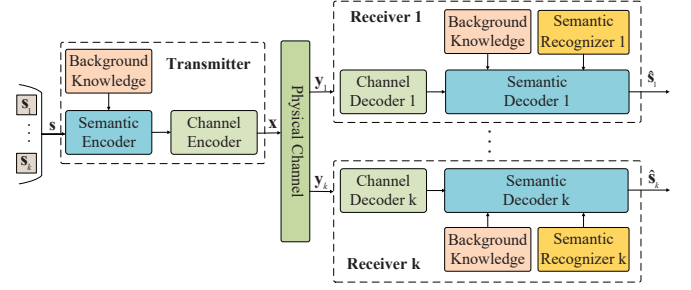 Receiver 1
Background
Knowledge
Semantic
Recognizer 1
Channel
Decoder 1
Semantic
Decoder 1
ŝ₁
y₁
Transmitter
Background
Knowledge
s₁
⋮
sₖ
s
Semantic
Encoder
Channel
Encoder
x
Physical Channel
⋮
yₖ
Channel
Decoder k
Semantic
Decoder k
ŝₖ
Background
Knowledge
Semantic
Recognizer k
Receiver k